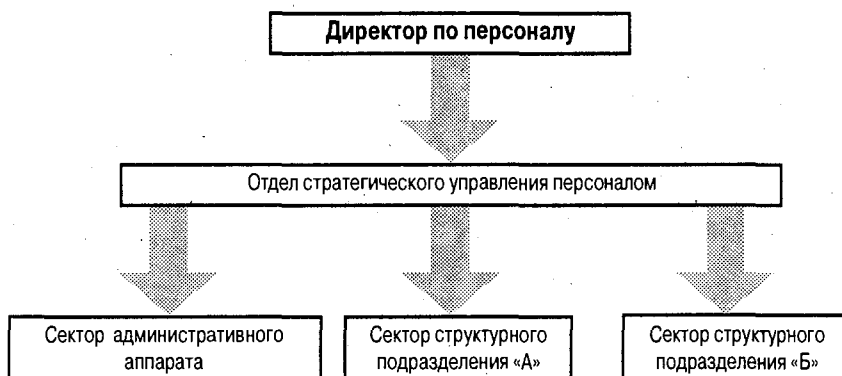 Директор по персоналу
Отдел стратегического управления персоналом
Сектор административного
аппарата
Сектор структурного
подразделения «А»
Сектор структурного
подразделения «Б»